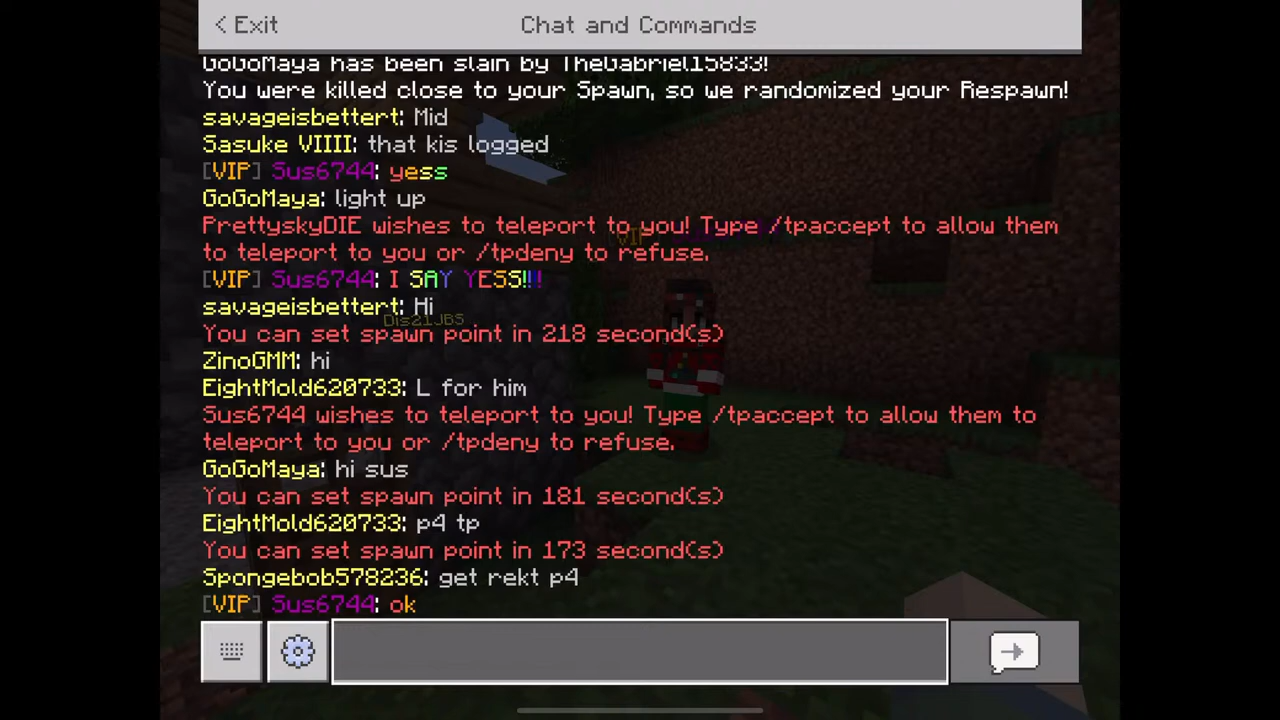 < Exit
Chat and Commands
GoGoMaya has been slain by TheGabriel15833!
You were killed close to your Spawn, so we randomized your Respawn!
savageisbettert: Mid
Sasuke VIIII: that kis logged
[VIP] Sus6744: yess
GoGoMaya: light up
PrettyskyDIE wishes to teleport to you! Type /tpaccept to allow them
to teleport to you or /tpdeny to refuse.
VIP
[VIP] Sus6744: I SAY YESS!!!!
savageisbettert: Hi
Dis21JBS
You can set spawn point in 218 second(s)
ZinoGMM: hi
EightMold620733: L for him
Sus6744 wishes to teleport to you! Type /tpaccept to allow them to
teleport to you or /tpdeny to refuse.
GoGoMaya: hi sus
You can set spawn point in 181 second(s)
EightMold620733: p4 tp
You can set spawn point in 173 second(s)
Spongebob578236: get rekt p4
[VIP] Sus6744: ok